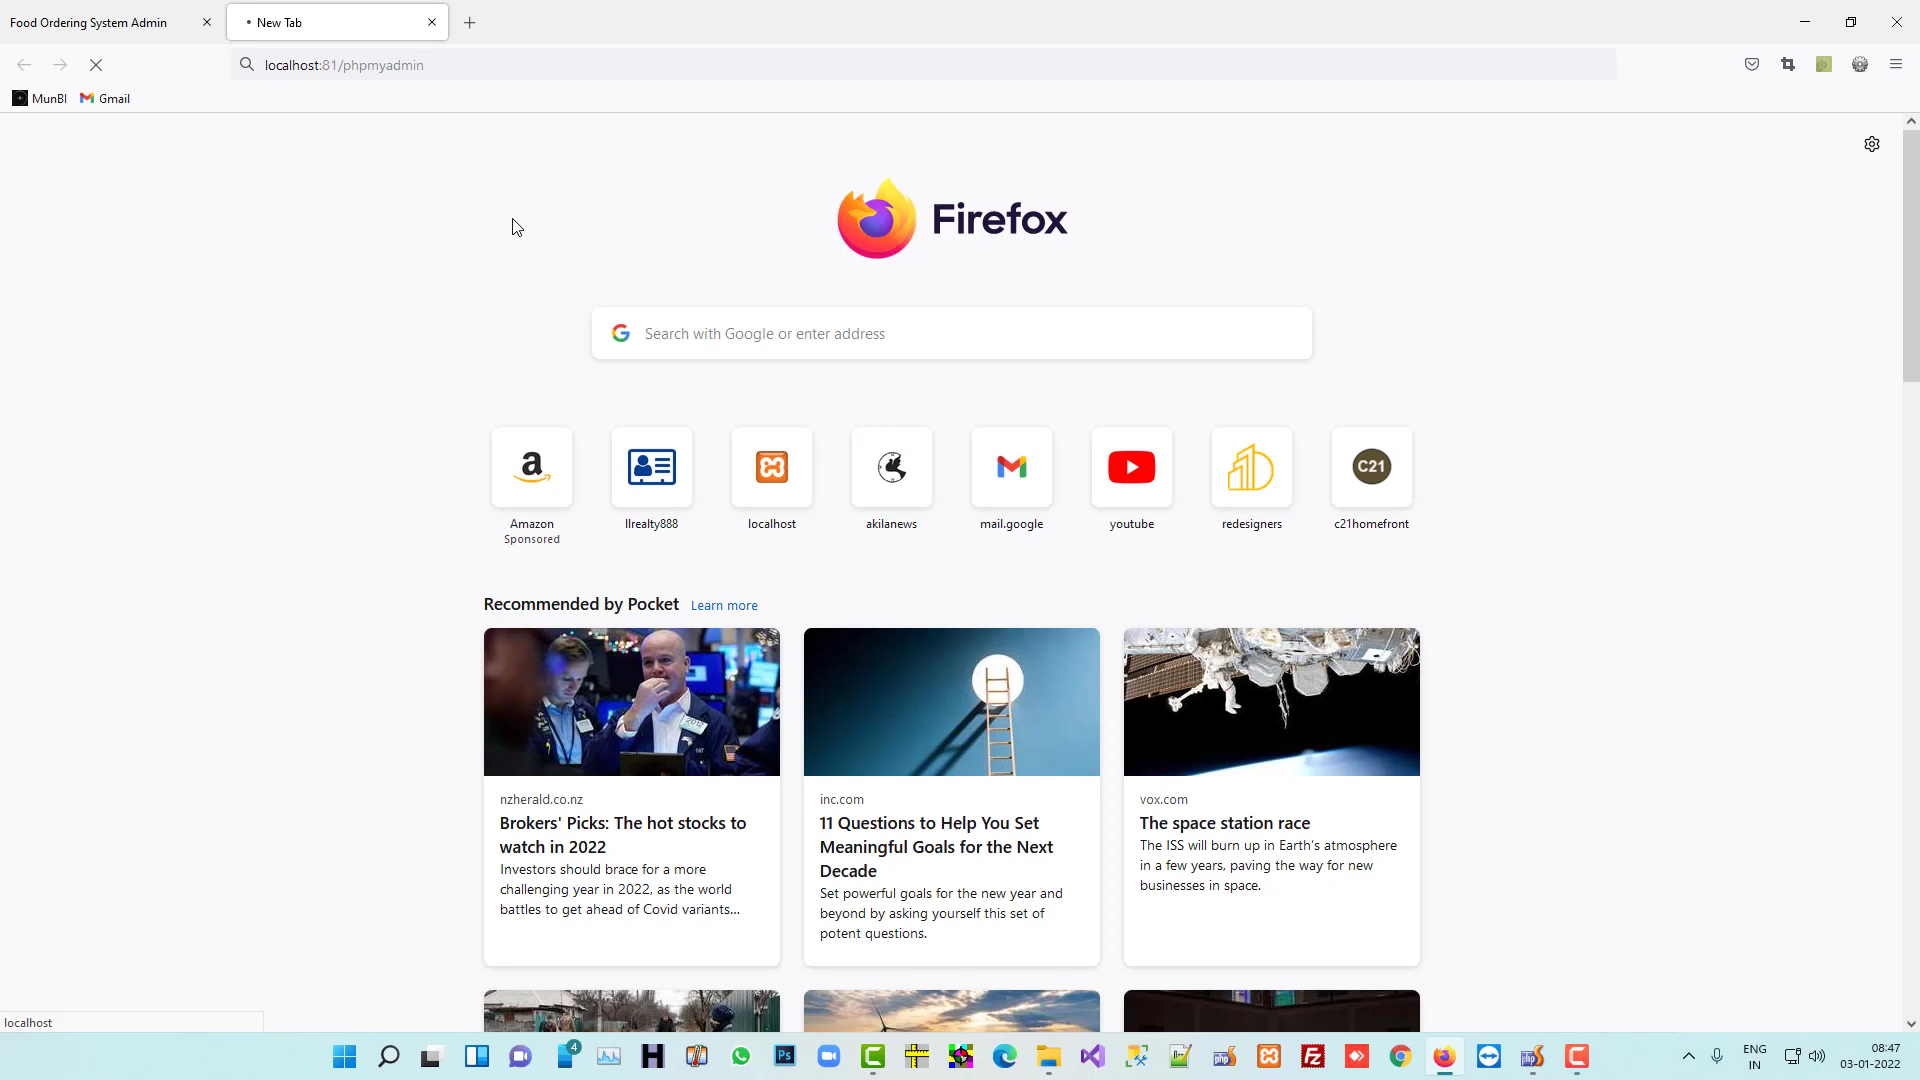 Food Ordering System Admin
New Tab
localhost:81/phpmyadmin
MunBI
Gmail
Firefox
Search with Google or enter address
a
C21
Amazon
Sponsored
llrealty888
localhost
akilanews
mail.google
youtube
redesigners
c21homefront
Recommended by Pocket
Learn more
nzherald.co.nz
Brokers' Picks: The hot stocks to
watch in 2022
Investors should brace for a more
challenging year in 2022, as the world
battles to get ahead of Covid variants...
inc.com
11 Questions to Help You Set
Meaningful Goals for the Next
Decade
Set powerful goals for the new year and
beyond by asking yourself this set of
potent questions.
vox.com
The space station race
The ISS will burn up in Earth's atmosphere
in a few years, paving the way for new
businesses in space.
localhost
4
H
Ps
php
FZ
php
ENG
IN
08:47
03-01-2022